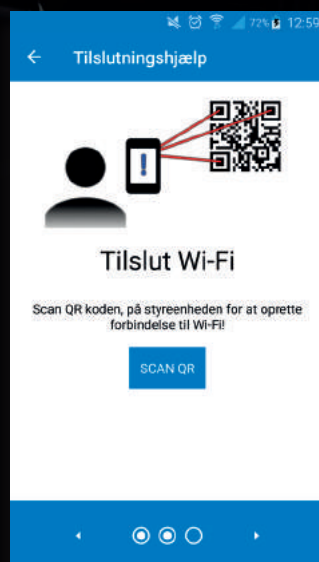 72% 12:59
Tilslutningshjælp
!
Tilslut Wi-Fi
Scan QR koden, på styreenheden for at oprette
forbindelse til Wi-Fi!
SCAN QR